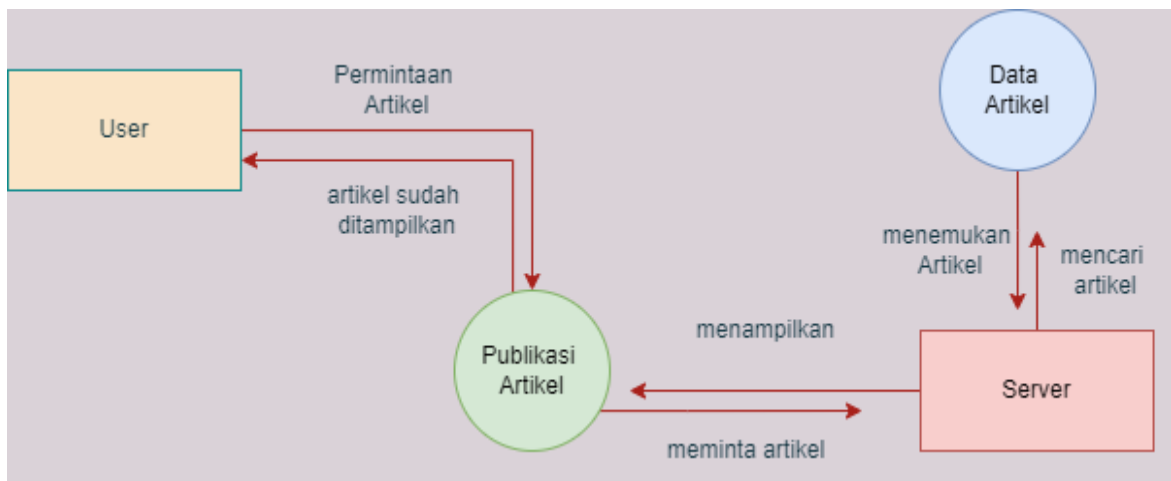 User
Permintaan
Artikel
artikel sudah
ditampilkan
Data
Artikel
menemukan
Artikel
mencari
artikel
Publikasi
Artikel
menampilkan
meminta artikel
Server